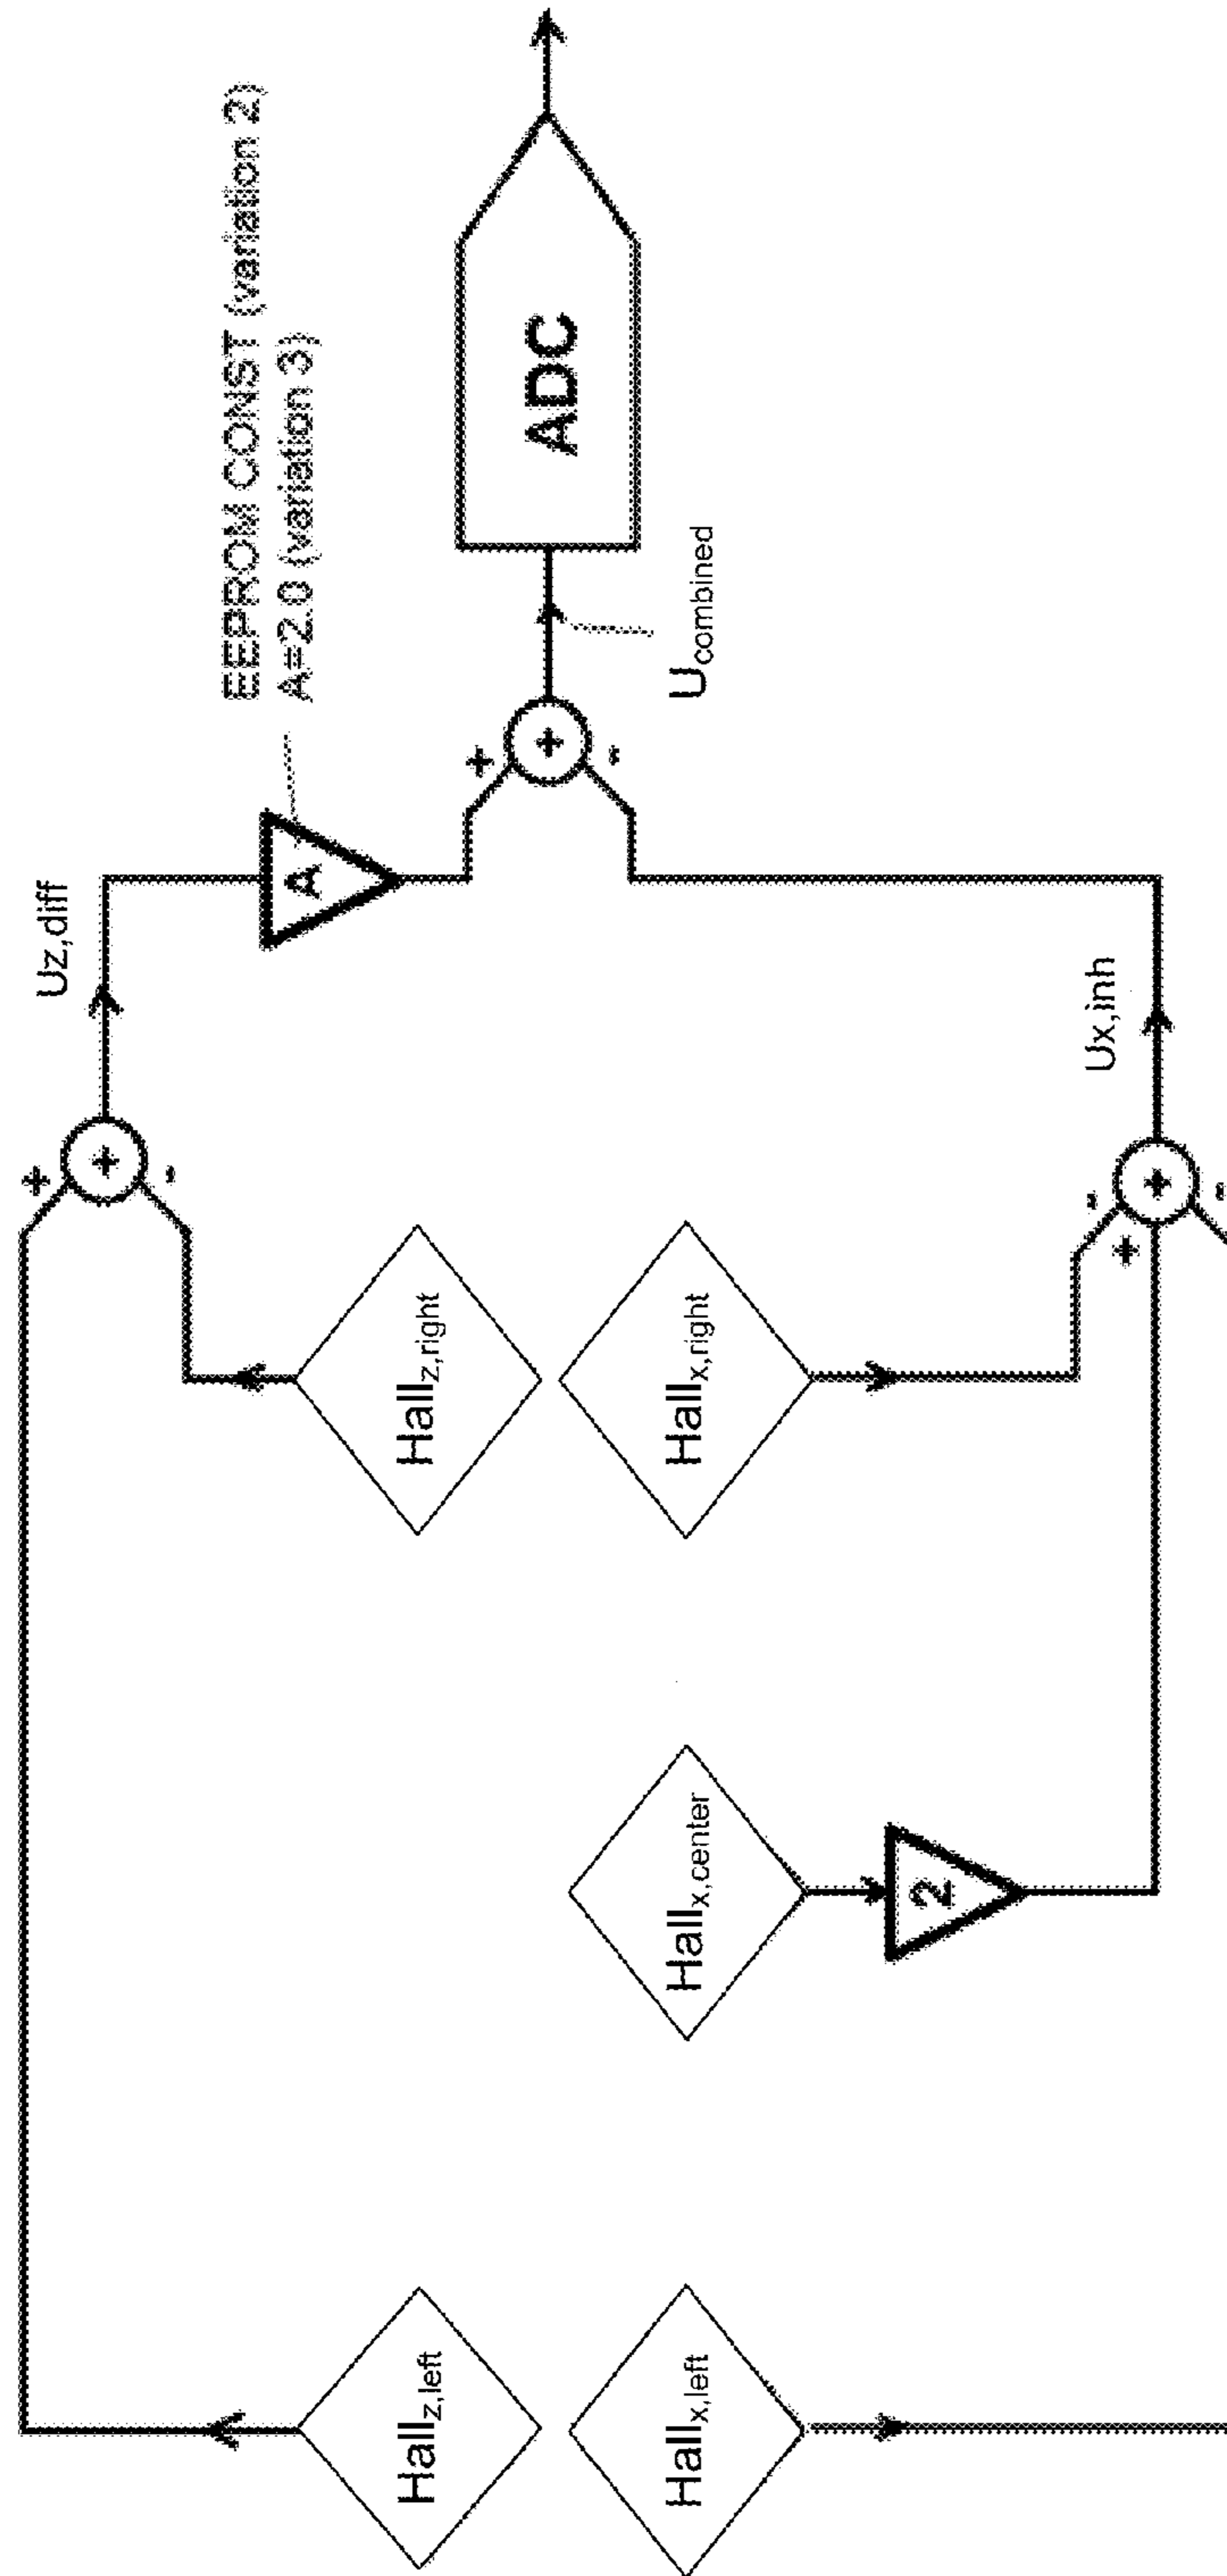 EEPROM CONST (variation 2)
A=2.0 (variation 3)
Uz,diff
A
+
-
+
+
-
+
ADC
Ucombined
Hallz,left
Hallz,right
Hallx,left
Hallx,center
Hallx,right
2
-
+
+
-
Ux,inh